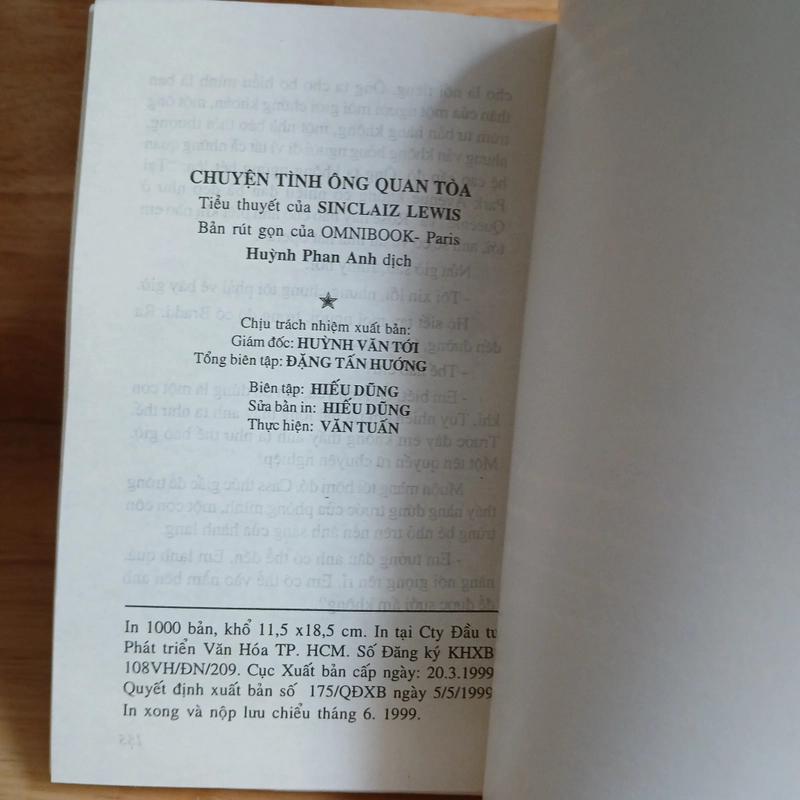 CHUYỆN TÌNH ÔNG QUAN TÒA
Tiểu thuyết của SINCLAIZ LEWIS
Bản rút gọn của OMNIBOOK- Paris
Huỳnh Phan Anh dịch
Chịu trách nhiệm xuất bản:
Giám đốc: HUỲNH VĂN TỚI
Tổng biên tập: ĐẶNG TẤN HƯỚNG
Biên tập: HIẾU DŨNG
Sửa bản in: HIẾU DŨNG
Thực hiện: VĂN TUẤN
In 1000 bản, khổ 11,5 x18,5 cm. In tại Cty Đầu tư
Phát triển Văn Hóa TP. HCM. Số Đăng ký KHXB
108VH/ĐN/209. Cục Xuất bản cấp ngày: 20.3.1999
Quyết định xuất bản số 175/QĐXB ngày 5/5/1999
In xong và nộp lưu chiểu tháng 6. 1999.